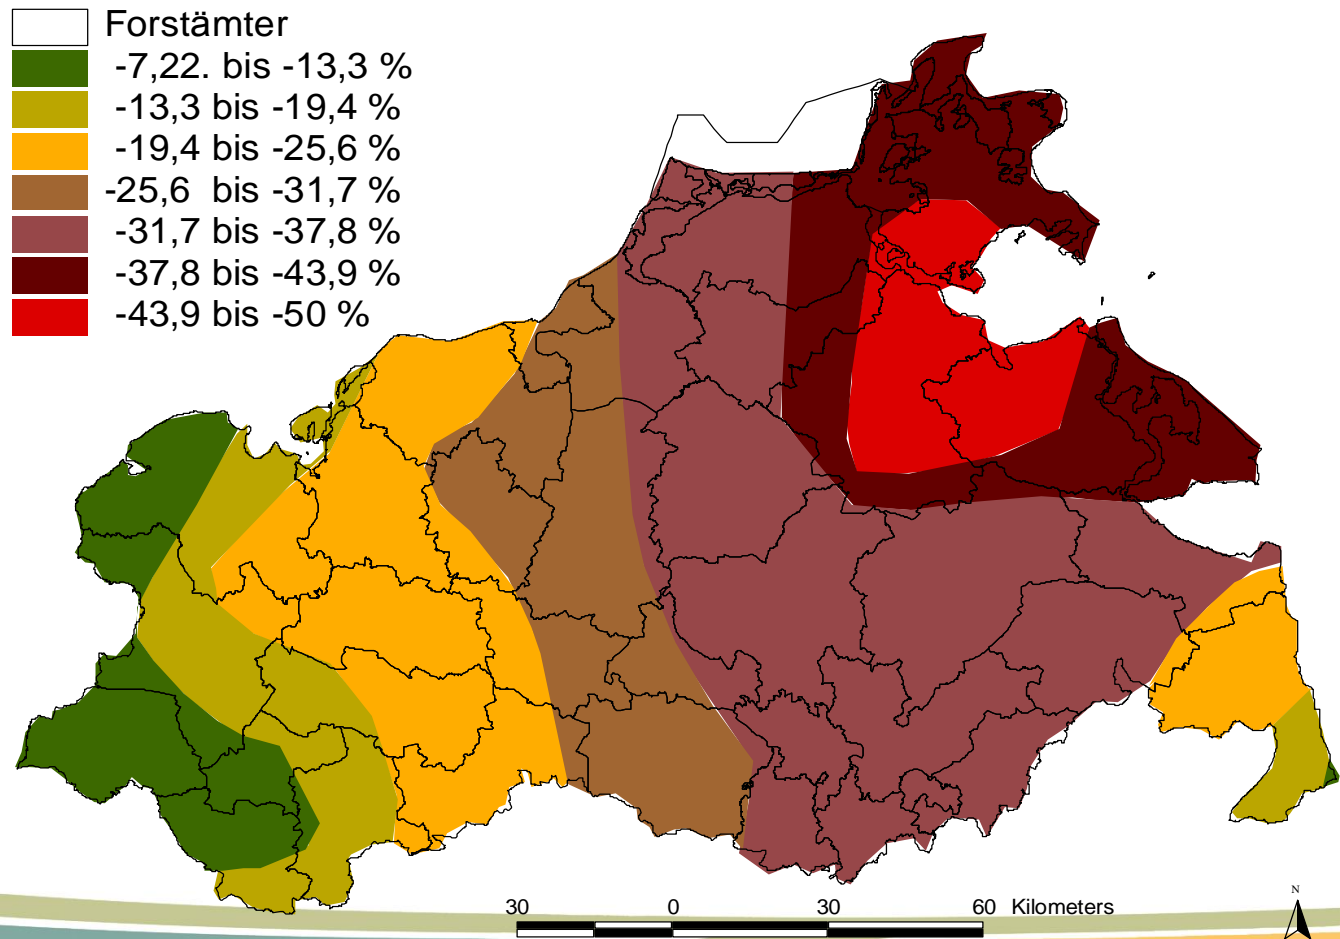 Forstämter
-7,22. bis -13,3 %
-13,3 bis -19,4 %
-19,4 bis -25,6 %
-25,6 bis -31,7 %
-31,7 bis -37,8 %
-37,8 bis -43,9 %
-43,9 bis -50 %
30 0 30 60 Kilometers
N